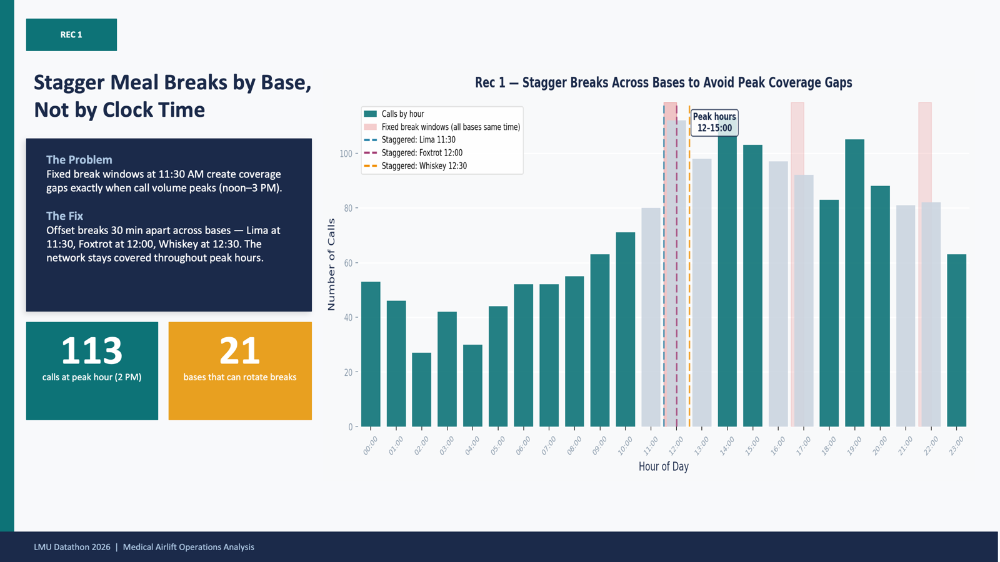 REC 1
Stagger Meal Breaks by Base,
Not by Clock Time
The Problem
Fixed break windows at 11:30 AM create coverage
gaps exactly when call volume peaks (noon–3 PM).
The Fix
Offset breaks 30 min apart across bases — Lima at
11:30, Foxtrot at 12:00, Whiskey at 12:30. The
network stays covered throughout peak hours.
113
calls at peak hour (2 PM)
21
bases that can rotate breaks
Rec 1 — Stagger Breaks Across Bases to Avoid Peak Coverage Gaps
Calls by hour
Fixed break windows (all bases same time)
Staggered: Lima 11:30
Staggered: Foxtrot 12:00
Staggered: Whiskey 12:30
Peak hours
12–15:00
Number of Calls
100
80
60
40
20
0
00:00
01:00
02:00
03:00
04:00
05:00
06:00
07:00
08:00
09:00
10:00
11:00
12:00
13:00
14:00
15:00
16:00
17:00
18:00
19:00
20:00
21:00
22:00
23:00
Hour of Day
LMU Datathon 2026 | Medical Airlift Operations Analysis